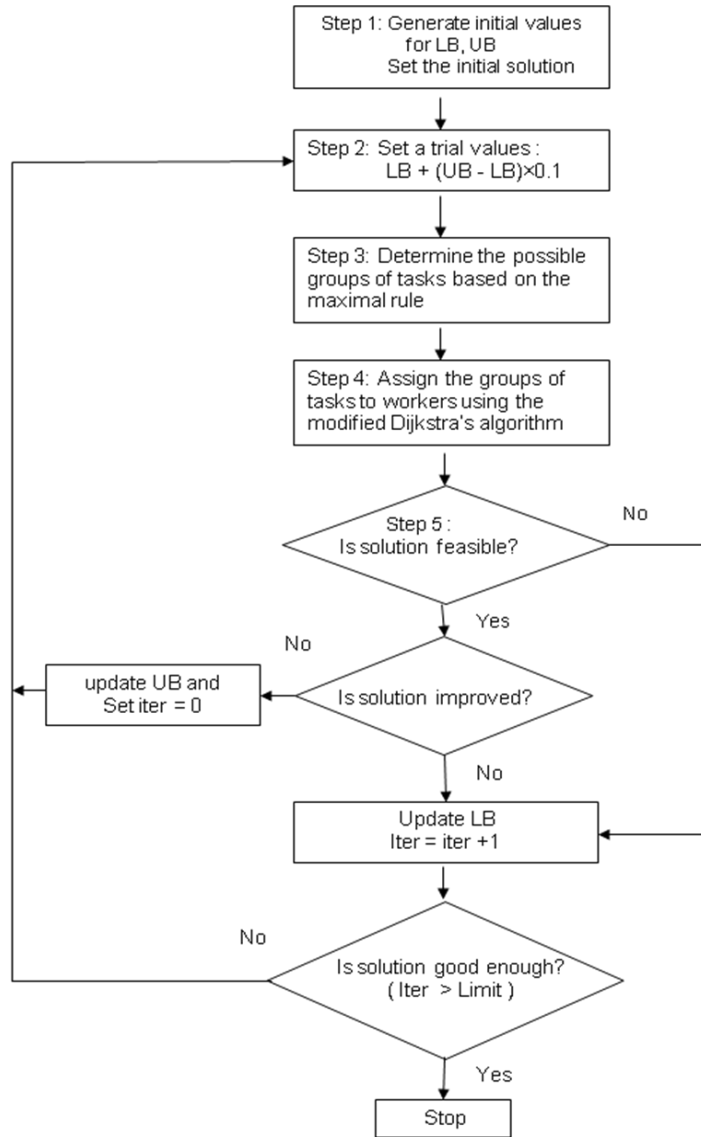 Step 1: Generate initial values
for LB, UB
Set the initial solution
Step 2: Set a trial values :
LB + (UB - LB)×0.1
Step 3: Determine the possible
groups of tasks based on the
maximal rule
Step 4: Assign the groups of
tasks to workers using the
modified Dijkstra's algorithm
Step 5 :
Is solution feasible?
No
Yes
No
update UB and
Set iter = 0
Is solution improved?
No
Update LB
Iter = iter +1
No
Is solution good enough?
( Iter > Limit )
Yes
Stop